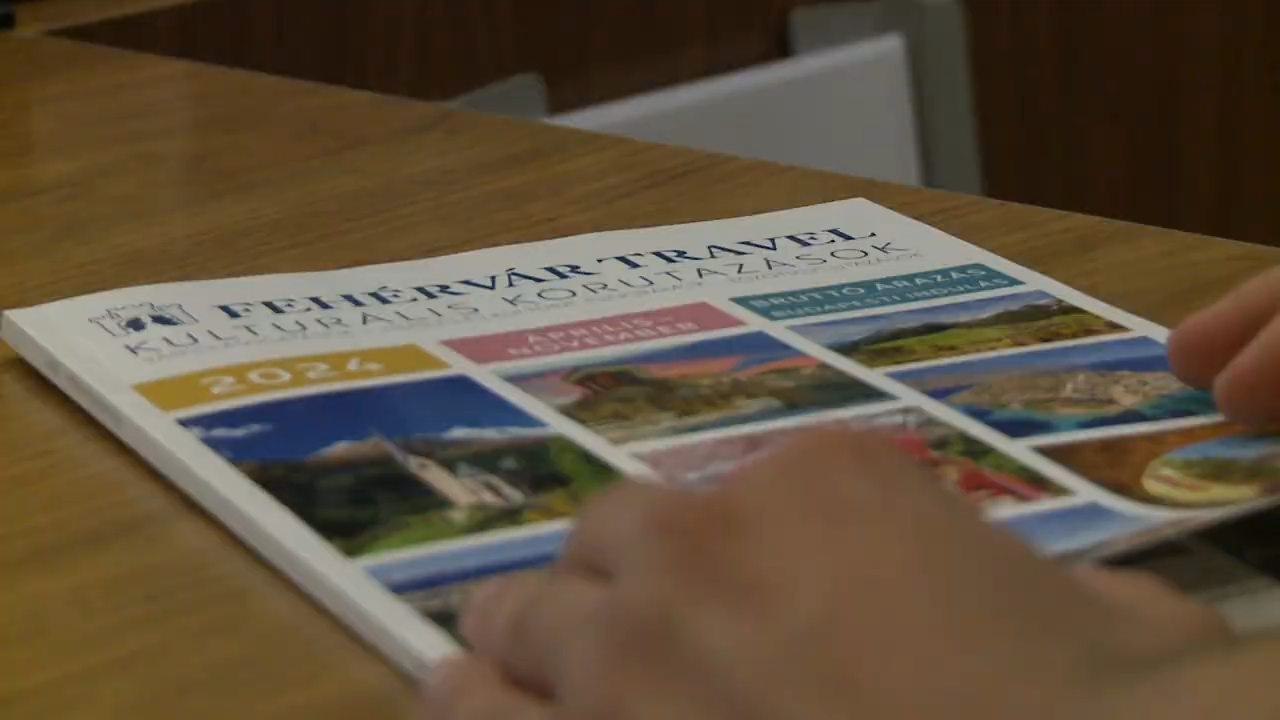 FEHÉRVÁR TRAVEL
KULTURÁLIS KÖRUTAZÁSOK
2024
ÁPRILIS –
NOVEMBER
BRUTTÓ ÁRAZÁS
BUDAPESTI INDULÁS